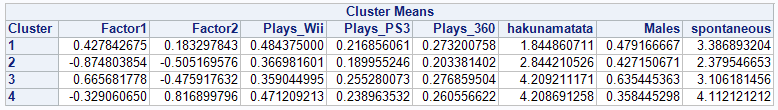 Cluster Means
Cluster Factor1 Factor2 Plays_Wii Plays_PS3 Plays_360 hakunamatata Males spontaneous
1 0.427842675 0.183297843 0.484375000 0.216856061 0.273200758 1.844860711 0.479166667 3.386893204
2 -0.874803854 -0.505169576 0.366981601 0.189955246 0.203381402 2.844210526 0.427150671 2.379546653
3 0.665681778 -0.475917632 0.359044995 0.255280073 0.276859504 4.209211171 0.635445363 3.106181456
4 -0.329060650 0.816899796 0.471209213 0.238963532 0.260556622 4.208691258 0.358445298 4.112121212